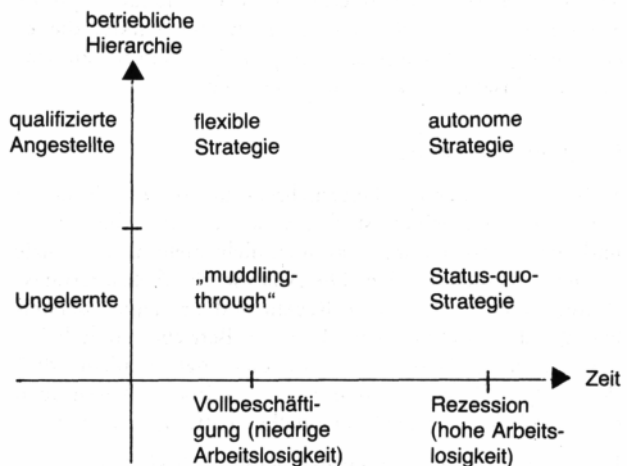 betriebliche
Hierarchie
qualifizierte
Angestellte
flexible
Strategie
autonome
Strategie
Ungelernte
„muddling-
through“
Status-quo-
Strategie
Zeit
Vollbeschäfti-
gung (niedrige
Arbeitslosigkeit)
Rezession
(hohe Arbeits-
losigkeit)